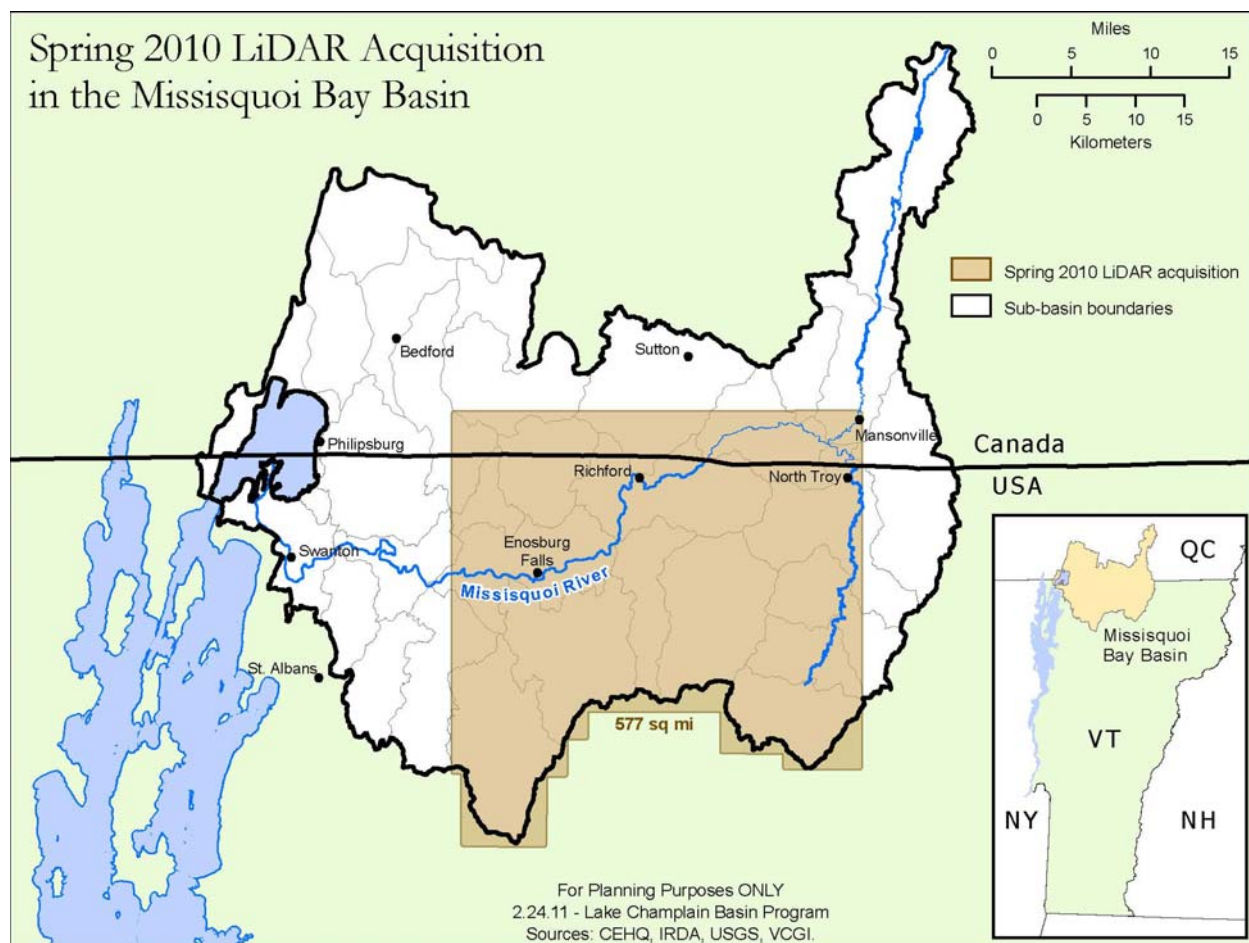 Spring 2010 LiDAR Acquisition
in the Missisquoi Bay Basin
Miles
0 5 10 15
0 5 10 15
Kilometers
Spring 2010 LiDAR acquisition
Sub-basin boundaries
Bedford
Sutton
Philipsburg
Mansonville
Canada
USA
Richford
North Troy
Swanton
Enosburg
Falls
Missisquoi River
St. Albans
577 sq mi
QC
Missisquoi
Bay Basin
VT
NY
NH
For Planning Purposes ONLY
2.24.11 - Lake Champlain Basin Program
Sources: CEHQ, IRDA, USGS, VCGI.